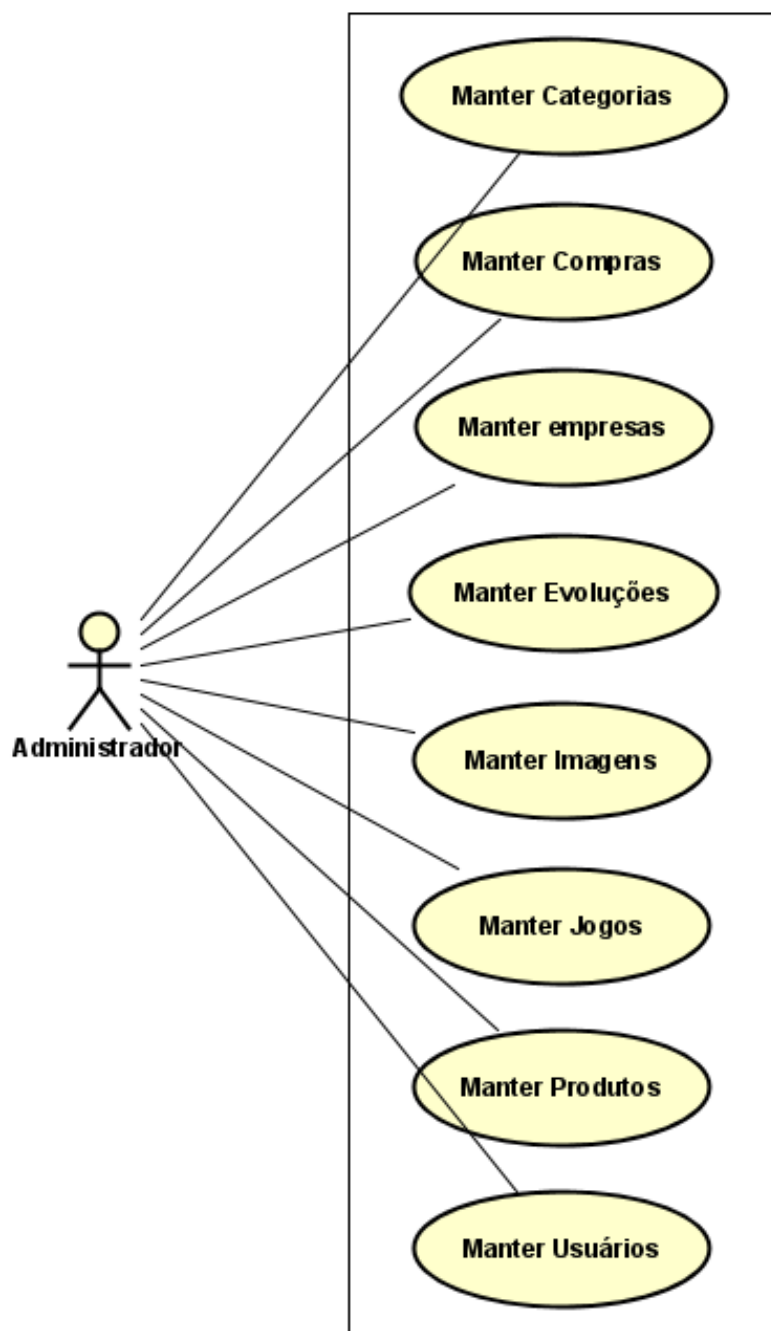 Manter Categorias
Manter Compras
Manter empresas
Manter Evoluções
Administrador
Manter Imagens
Manter Jogos
Manter Produtos
Manter Usuários